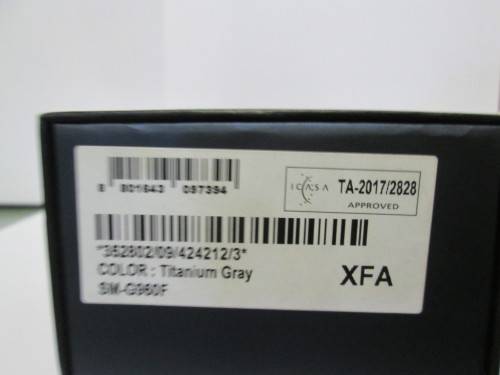 8 801643 097394
ICASA
TA-2017/2828
APPROVED
*352802/09/424212/3*
COLOR : Titanium Gray
SM-G960F
XFA